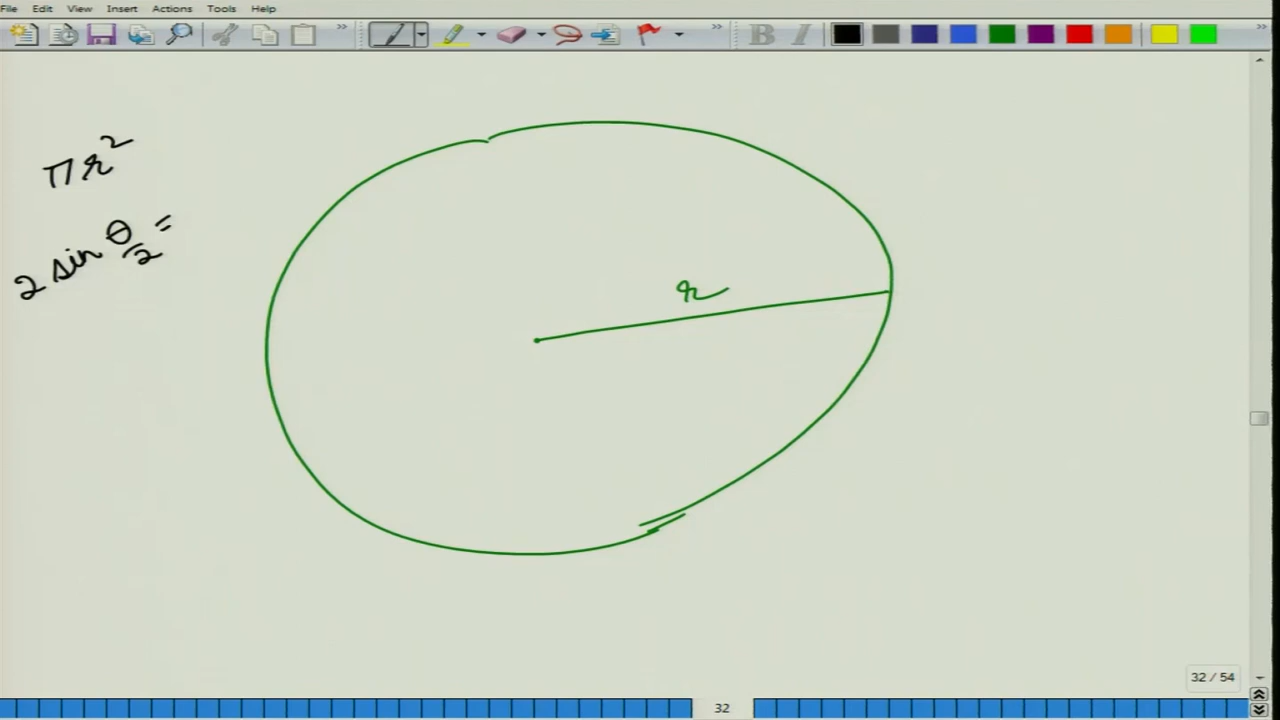 File Edit View Insert Actions Tools Help
πr²
2 sin θ/2 =
r
32 / 54
32